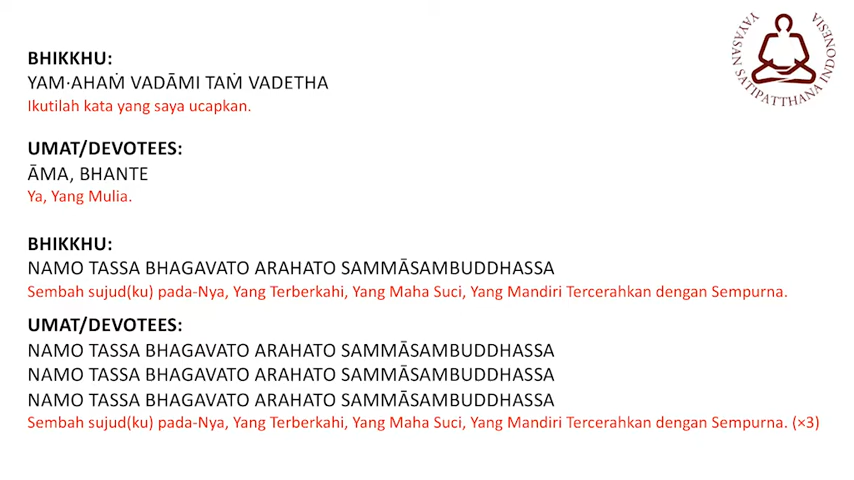 BHIKKHU:
YAM·AHAṀ VADĀMI TAṀ VADETHA
Ikutilah kata yang saya ucapkan.
UMAT/DEVOTEES:
ĀMA, BHANTE
Ya, Yang Mulia.
BHIKKHU:
NAMO TASSA BHAGAVATO ARAHATO SAMMĀSAMBUDDHASSA
Sembah sujud(ku) pada-Nya, Yang Terberkahi, Yang Maha Suci, Yang Mandiri Tercerahkan dengan Sempurna.
UMAT/DEVOTEES:
NAMO TASSA BHAGAVATO ARAHATO SAMMĀSAMBUDDHASSA
NAMO TASSA BHAGAVATO ARAHATO SAMMĀSAMBUDDHASSA
NAMO TASSA BHAGAVATO ARAHATO SAMMĀSAMBUDDHASSA
Sembah sujud(ku) pada-Nya, Yang Terberkahi, Yang Maha Suci, Yang Mandiri Tercerahkan dengan Sempurna. (×3)
YAYASAN SATIPATTHANA INDONESIA